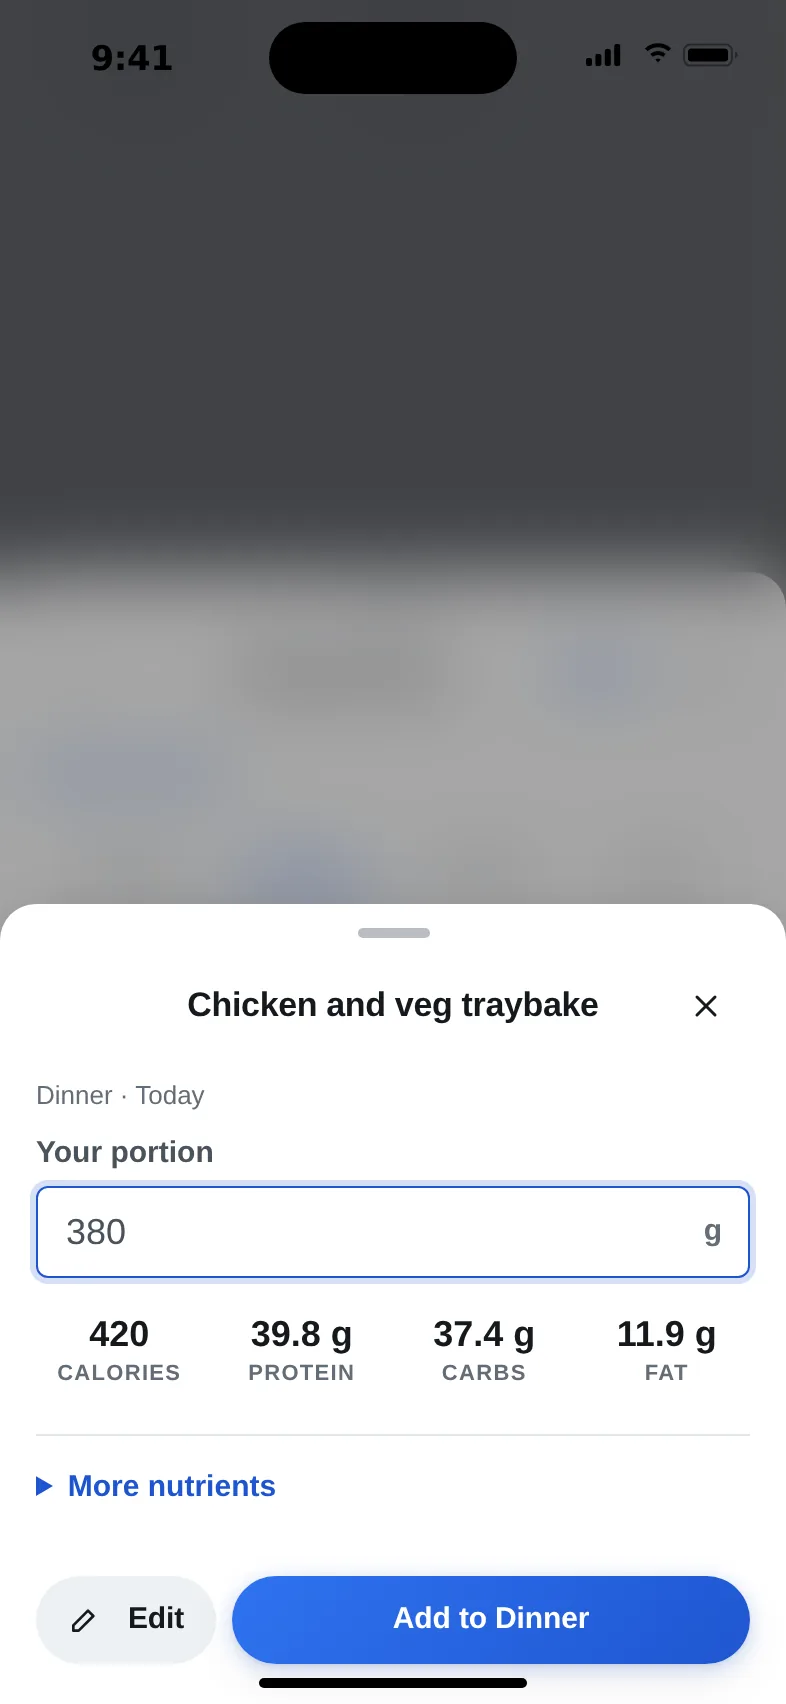 9:41
Chicken and veg traybake
Dinner · Today
Your portion
380 g
420 39.8 g 37.4 g 11.9 g
CALORIES PROTEIN CARBS FAT
More nutrients
Edit Add to Dinner